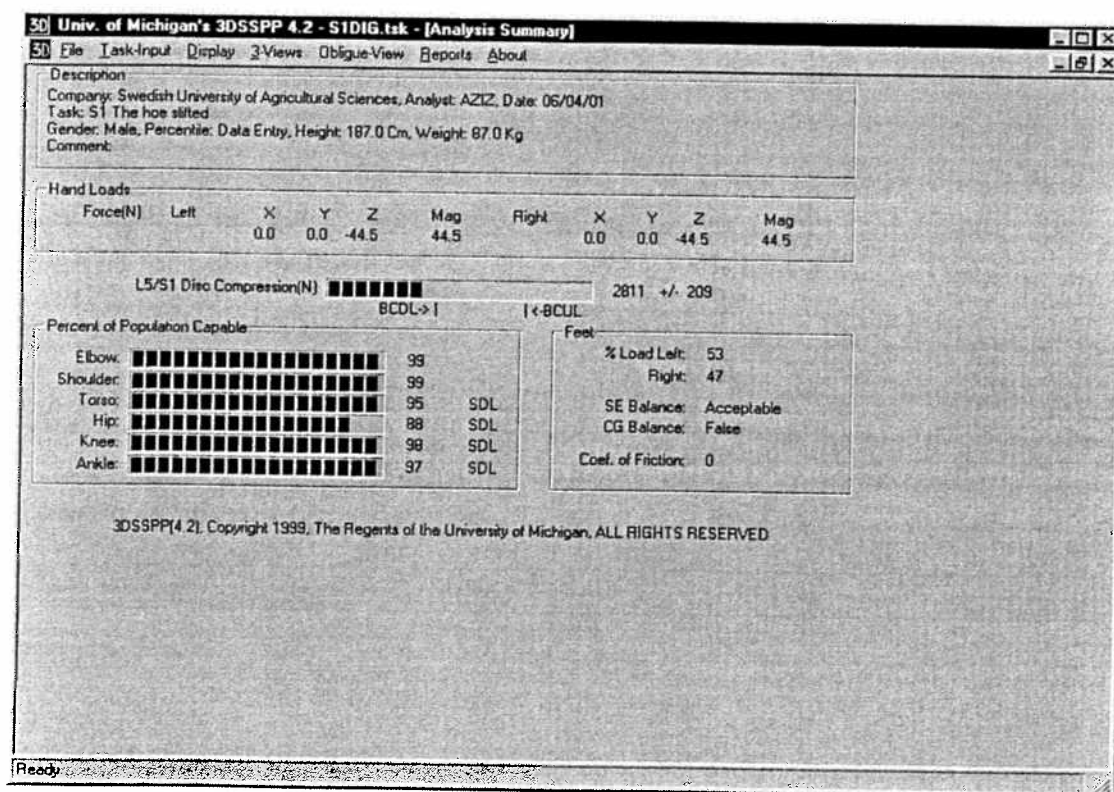 3D Univ. of Michigan's 3DSSPP 4.2 - S1DIG.tsk - [Analysis Summary]
3D File Task-Input Display 3-Views Oblique-View Reports About
Description
Company: Swedish University of Agricultural Sciences, Analyst: AZIZ, Date: 06/04/01
Task: S1 The hoe slifted
Gender: Male, Percentile: Data Entry, Height: 187.0 Cm, Weight: 87.0 Kg
Comment:
Hand Loads
Force(N) Left X Y Z Mag Right X Y Z Mag
0.0 0.0 -44.5 44.5 0.0 0.0 -44.5 44.5
L5/S1 Disc Compression(N) 2811 +/- 209
BCDL->| |<-BCUL
Percent of Population Capable
Elbow: 99
Shoulder: 99
Torso: 95 SDL
Hip: 88 SDL
Knee: 98 SDL
Ankle: 97 SDL
Feet
% Load Left: 53
Right: 47
SE Balance: Acceptable
CG Balance: False
Coef. of Friction: 0
3DSSPP(4.2), Copyright 1999, The Regents of the University of Michigan, ALL RIGHTS RESERVED
Ready